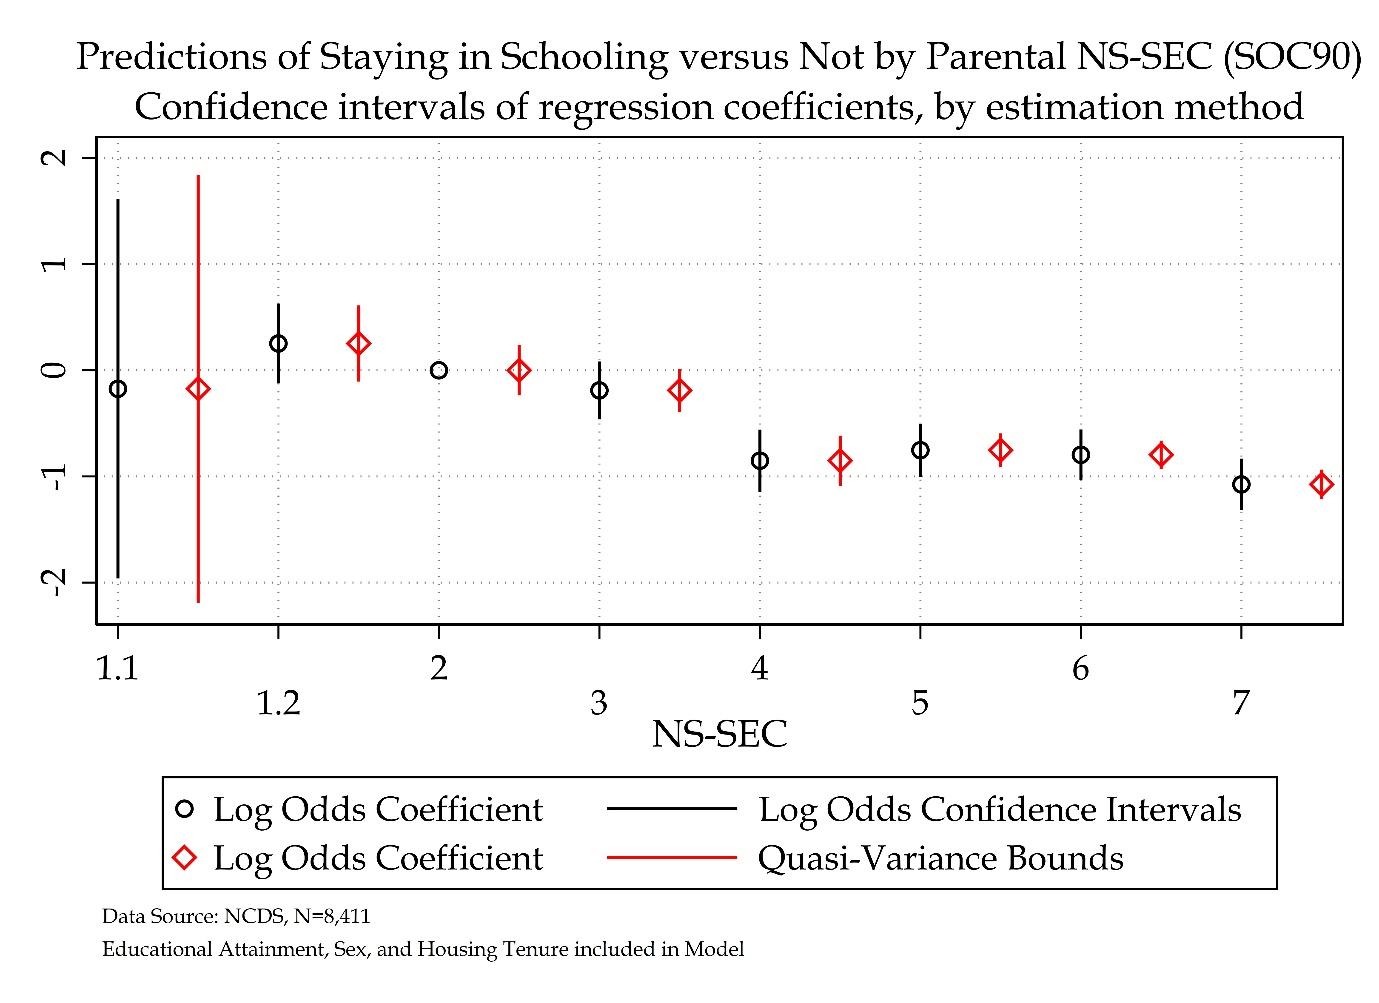 Predictions of Staying in Schooling versus Not by Parental NS-SEC (SOC90)
Confidence intervals of regression coefficients, by estimation method
2
1
0
-1
-2
1.1
1.2
2
3
4
5
6
7
NS-SEC
Log Odds Coefficient
Log Odds Confidence Intervals
Log Odds Coefficient
Quasi-Variance Bounds
Data Source: NCDS, N=8,411
Educational Attainment, Sex, and Housing Tenure included in Model